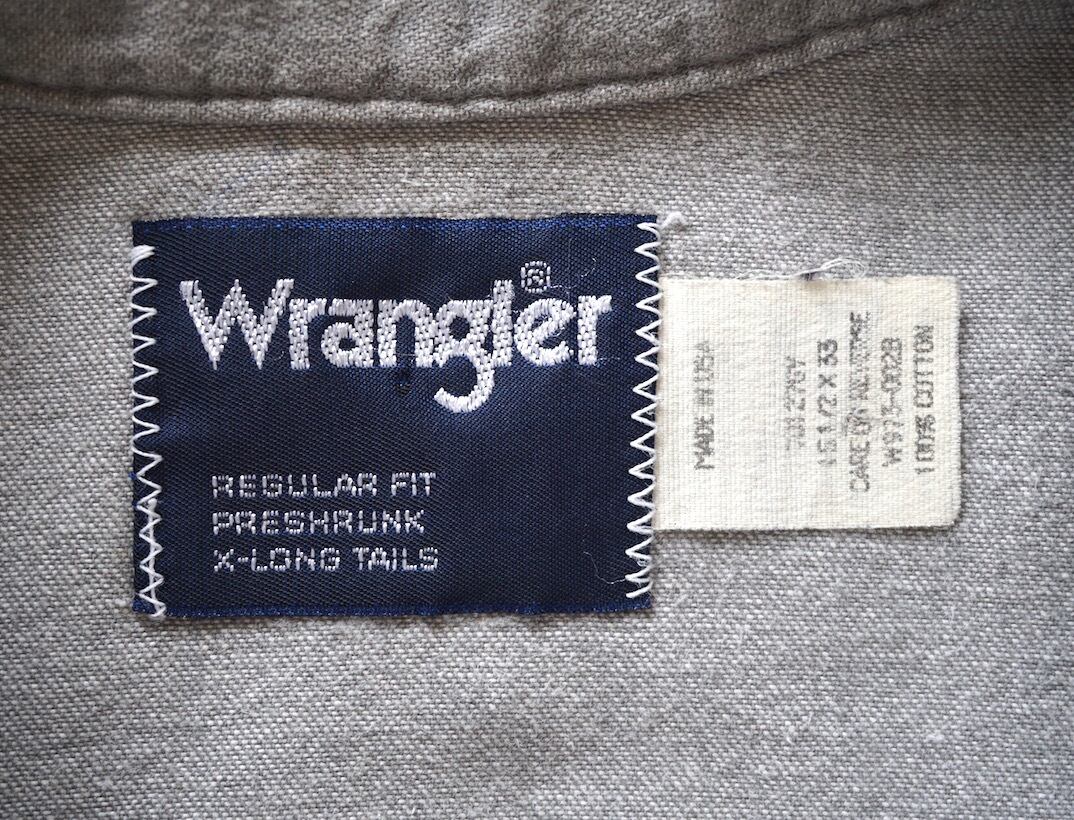 Wrangler®
REGULAR FIT
PRESHRUNK
X-LONG TAILS
MADE IN USA
15 1/2 X 33
CARE ON REVERSE
100% COTTON